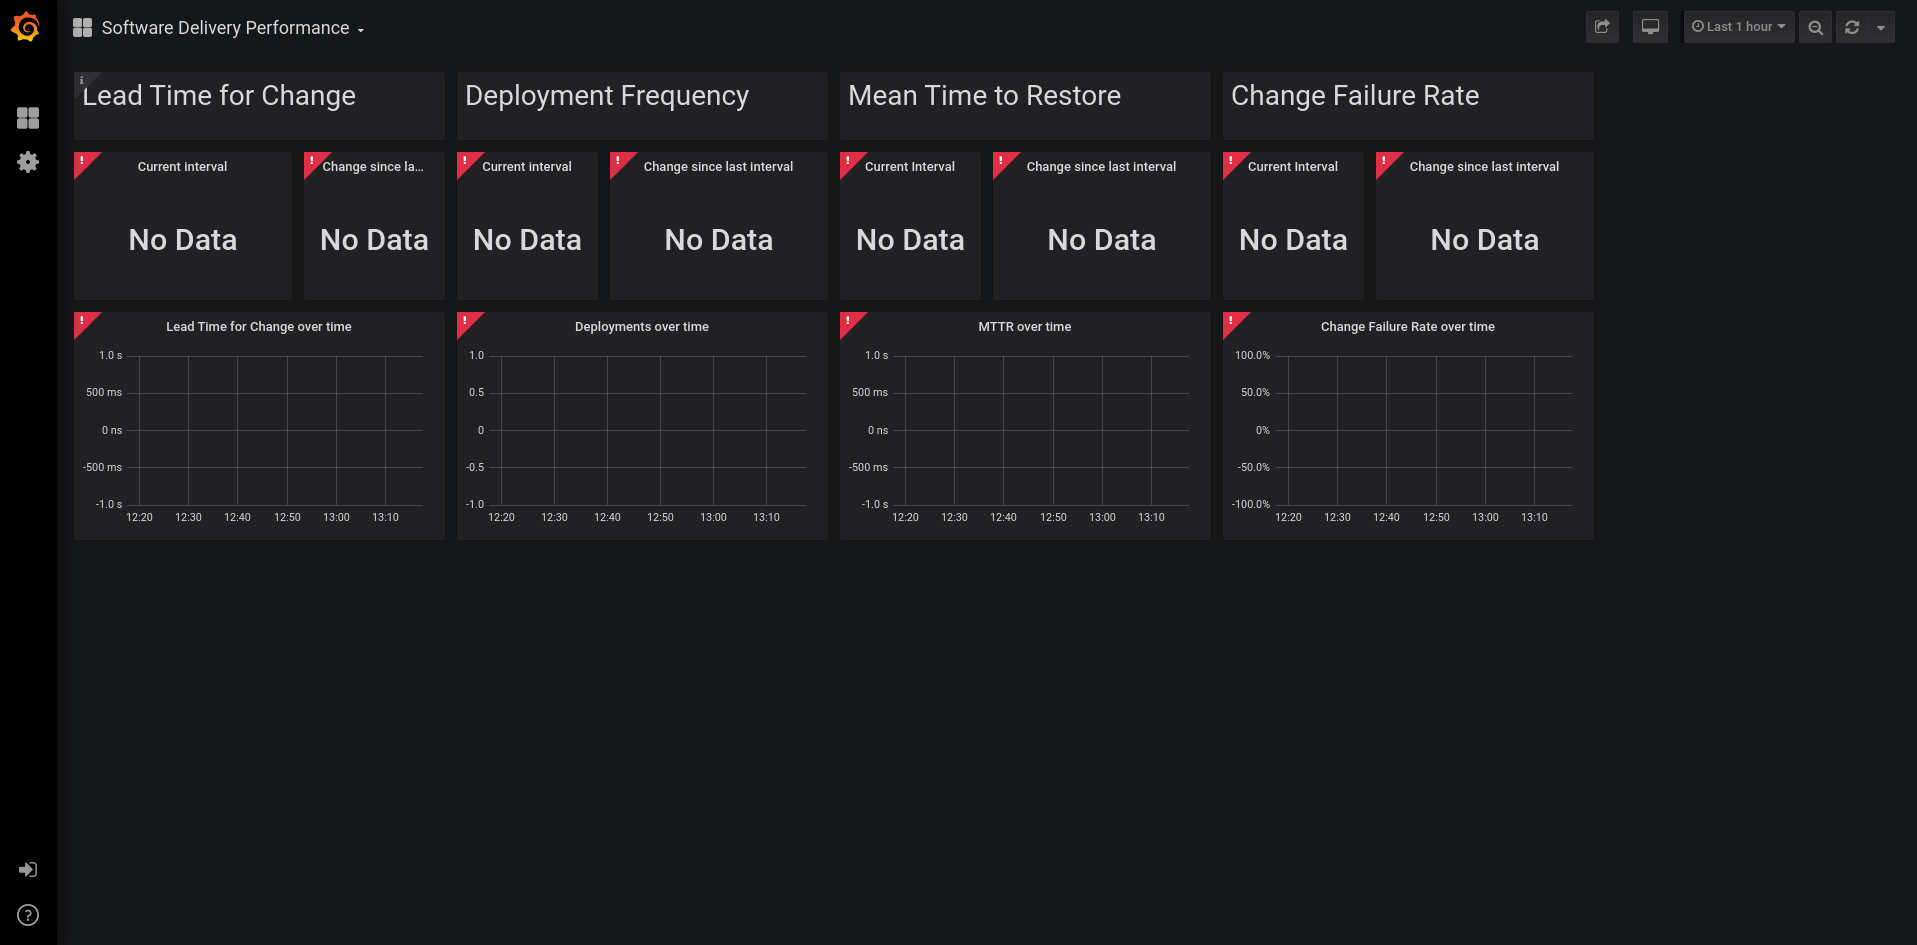 Software Delivery Performance
Last 1 hour
i
Lead Time for Change
Deployment Frequency
Mean Time to Restore
Change Failure Rate
! Current interval
! Change since la...
! Current interval
! Change since last interval
! Current Interval
! Change since last interval
! Current Interval
! Change since last interval
No Data
No Data
No Data
No Data
No Data
No Data
No Data
No Data
! Lead Time for Change over time
1.0 s
500 ms
0 ns
-500 ms
-1.0 s
12:20 12:30 12:40 12:50 13:00 13:10
! Deployments over time
1.0
0.5
0
-0.5
-1.0
12:20 12:30 12:40 12:50 13:00 13:10
! MTTR over time
1.0 s
500 ms
0 ns
-500 ms
-1.0 s
12:20 12:30 12:40 12:50 13:00 13:10
! Change Failure Rate over time
100.0%
50.0%
0%
-50.0%
-100.0%
12:20 12:30 12:40 12:50 13:00 13:10
?